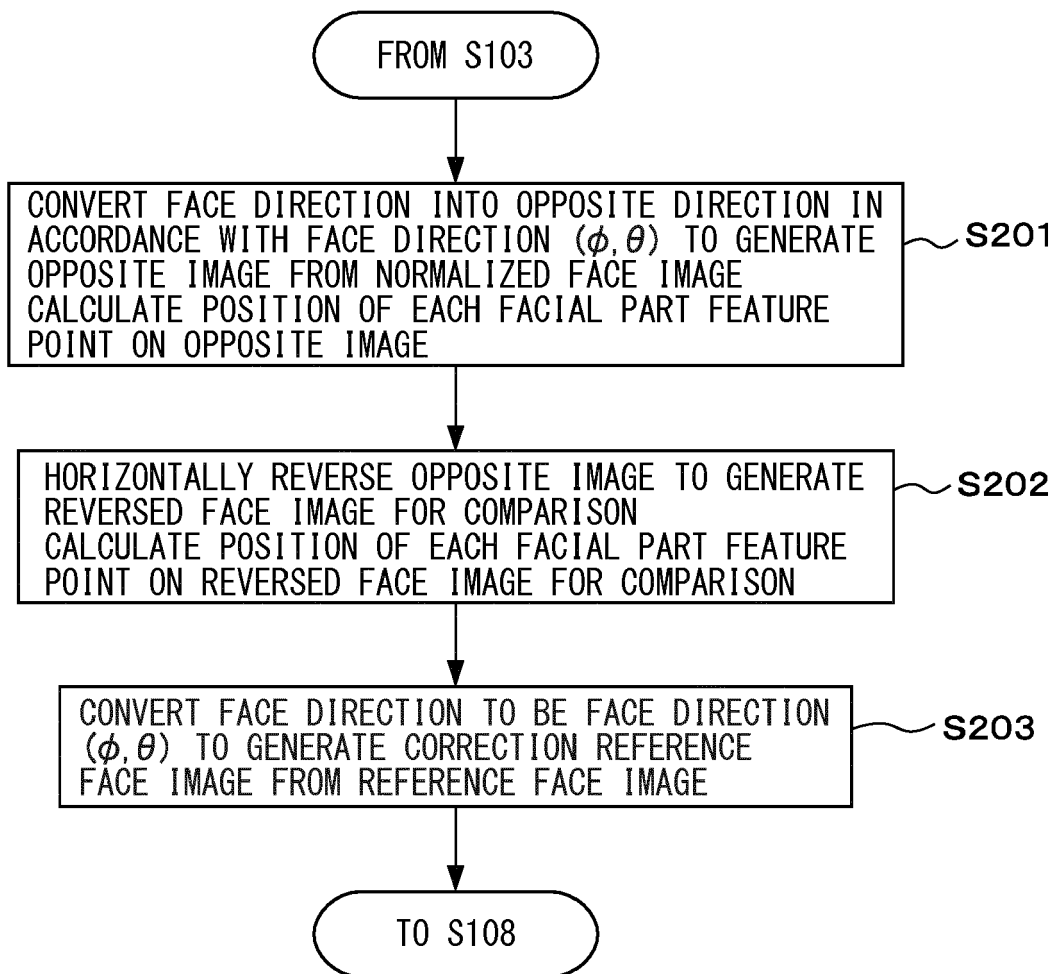 FROM S103
CONVERT FACE DIRECTION INTO OPPOSITE DIRECTION IN
ACCORDANCE WITH FACE DIRECTION (ϕ,θ) TO GENERATE
OPPOSITE IMAGE FROM NORMALIZED FACE IMAGE
CALCULATE POSITION OF EACH FACIAL PART FEATURE
POINT ON OPPOSITE IMAGE
S201
HORIZONTALLY REVERSE OPPOSITE IMAGE TO GENERATE
REVERSED FACE IMAGE FOR COMPARISON
CALCULATE POSITION OF EACH FACIAL PART FEATURE
POINT ON REVERSED FACE IMAGE FOR COMPARISON
S202
CONVERT FACE DIRECTION TO BE FACE DIRECTION
(ϕ,θ) TO GENERATE CORRECTION REFERENCE
FACE IMAGE FROM REFERENCE FACE IMAGE
S203
TO S108